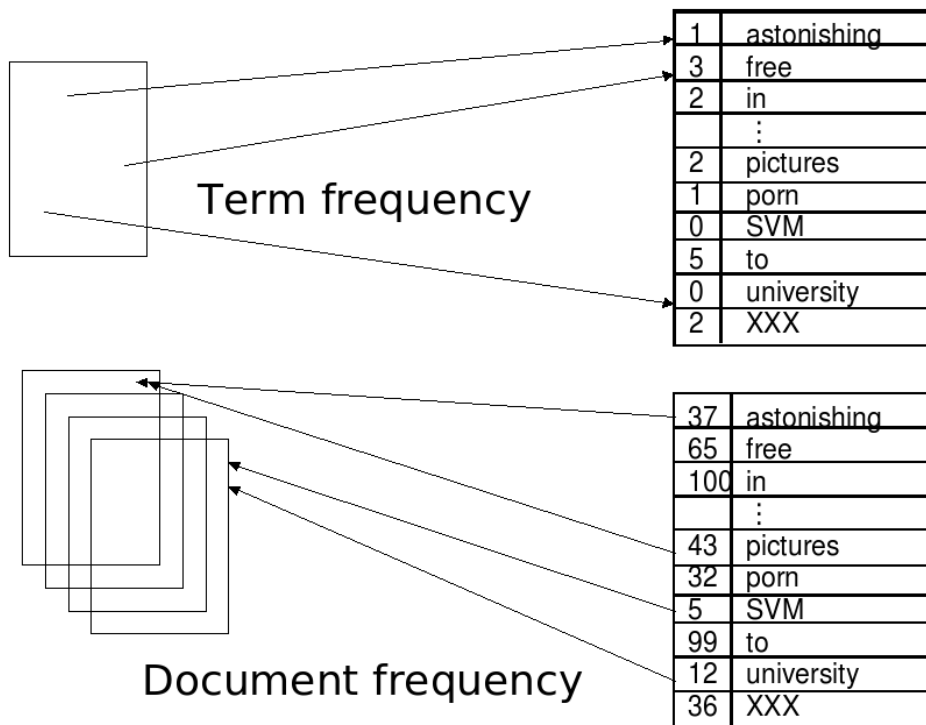 1 astonishing
3 free
2 in
⋮
2 pictures
1 porn
Term frequency
0 SVM
5 to
0 university
2 XXX
37 astonishing
65 free
100 in
⋮
43 pictures
32 porn
5 SVM
99 to
12 university
Document frequency
36 XXX